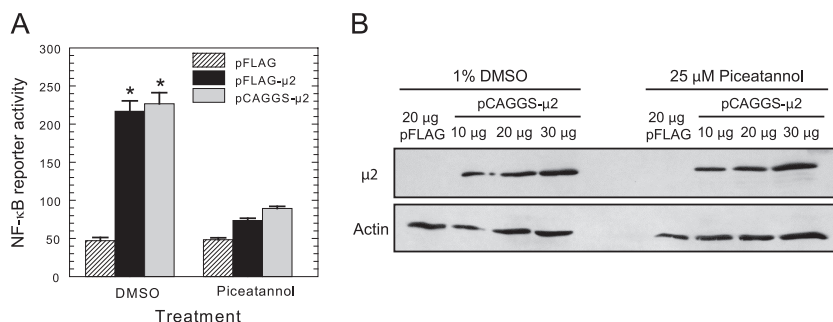 A
NF-κB reporter activity
300
250
200
150
100
50
0
pFLAG
pFLAG-μ2
pCAGGS-μ2
*
*
DMSO
Piceatannol
Treatment
B
1% DMSO
25 μM Piceatannol
20 μg
pFLAG
pCAGGS-μ2
10 μg 20 μg 30 μg
20 μg
pFLAG
pCAGGS-μ2
10 μg 20 μg 30 μg
μ2
Actin